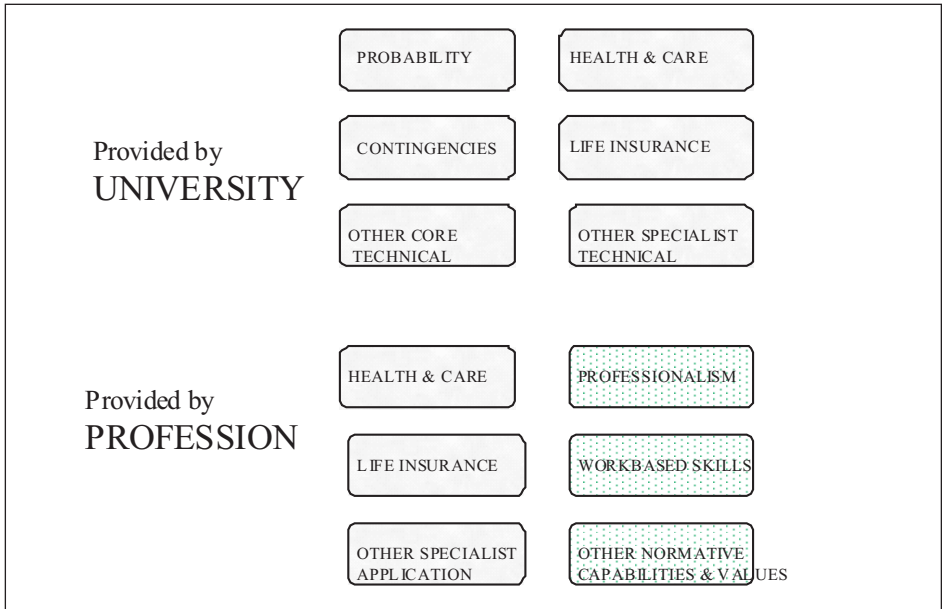 PROBABILITY
HEALTH & CARE
Provided by
UNIVERSITY
CONTINGENCIES
LIFE INSURANCE
OTHER CORE
TECHNICAL
OTHER SPECIALIST
TECHNICAL
Provided by
PROFESSION
HEALTH & CARE
PROFESSIONALISM
LIFE INSURANCE
WORKBASED SKILLS
OTHER SPECIALIST
APPLICATION
OTHER NORMATIVE
CAPABILITIES & VALUES